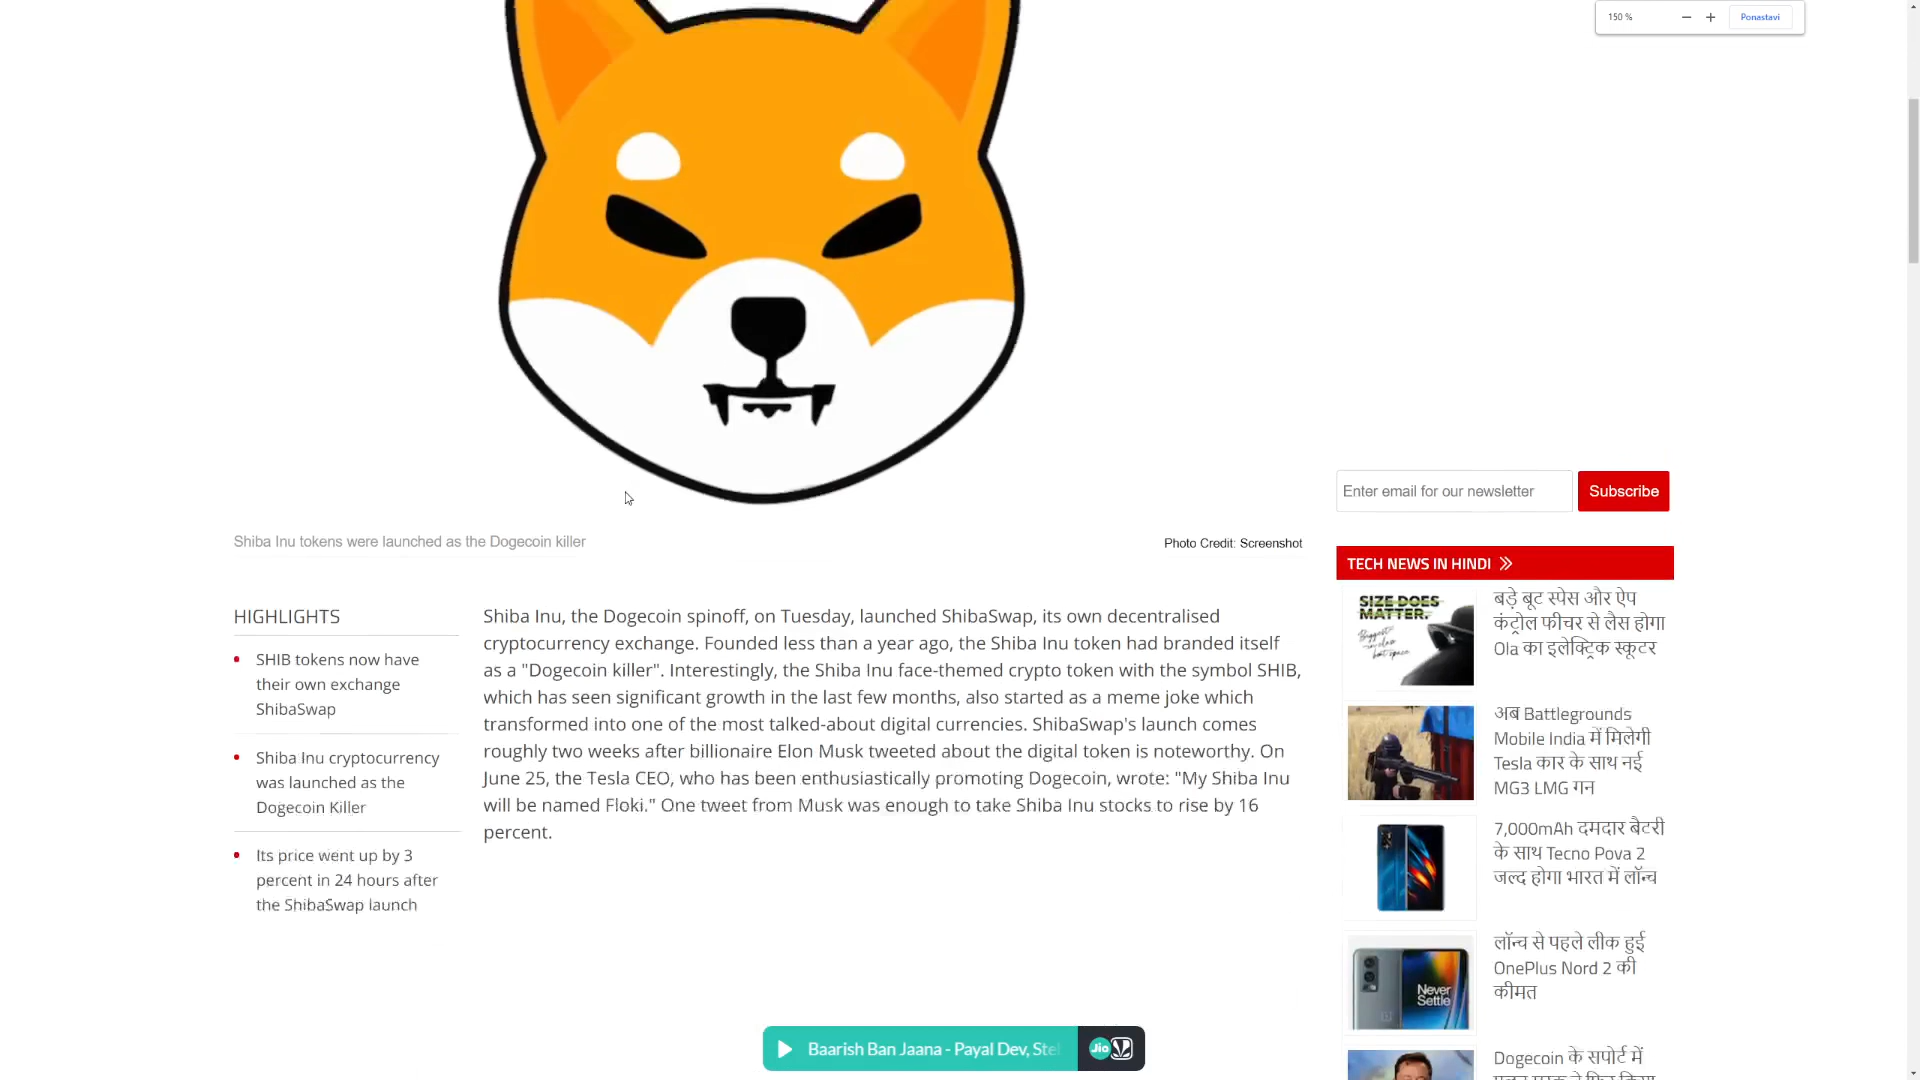 150 %
Ponastavi
Shiba Inu tokens were launched as the Dogecoin killer
Photo Credit: Screenshot
HIGHLIGHTS
SHIB tokens now have
their own exchange
ShibaSwap
Shiba Inu cryptocurrency
was launched as the
Dogecoin Killer
Its price went up by 3
percent in 24 hours after
the ShibaSwap launch
Shiba Inu, the Dogecoin spinoff, on Tuesday, launched ShibaSwap, its own decentralised
cryptocurrency exchange. Founded less than a year ago, the Shiba Inu token had branded itself
as a "Dogecoin killer". Interestingly, the Shiba Inu face-themed crypto token with the symbol SHIB,
which has seen significant growth in the last few months, also started as a meme joke which
transformed into one of the most talked-about digital currencies. ShibaSwap's launch comes
roughly two weeks after billionaire Elon Musk tweeted about the digital token is noteworthy. On
June 25, the Tesla CEO, who has been enthusiastically promoting Dogecoin, wrote: "My Shiba Inu
will be named Floki." One tweet from Musk was enough to take Shiba Inu stocks to rise by 16
percent.
Enter email for our newsletter
Subscribe
TECH NEWS IN HINDI
SIZE DOES
MATTER.
बड़े बूट स्पेस और ऐप
कंट्रोल फीचर से लैस होगा
Ola का इलेक्ट्रिक स्कूटर
अब Battlegrounds
Mobile India में मिलेगी
Tesla कार के साथ नई
MG3 LMG गन
7,000mAh दमदार बैटरी
के साथ Tecno Pova 2
जल्द होगा भारत में लॉन्च
लॉन्च से पहले लीक हुई
OnePlus Nord 2 की
कीमत
Never
Settle
Dogecoin के सपोर्ट में
Baarish Ban Jaana - Payal Dev, Ste
Jio